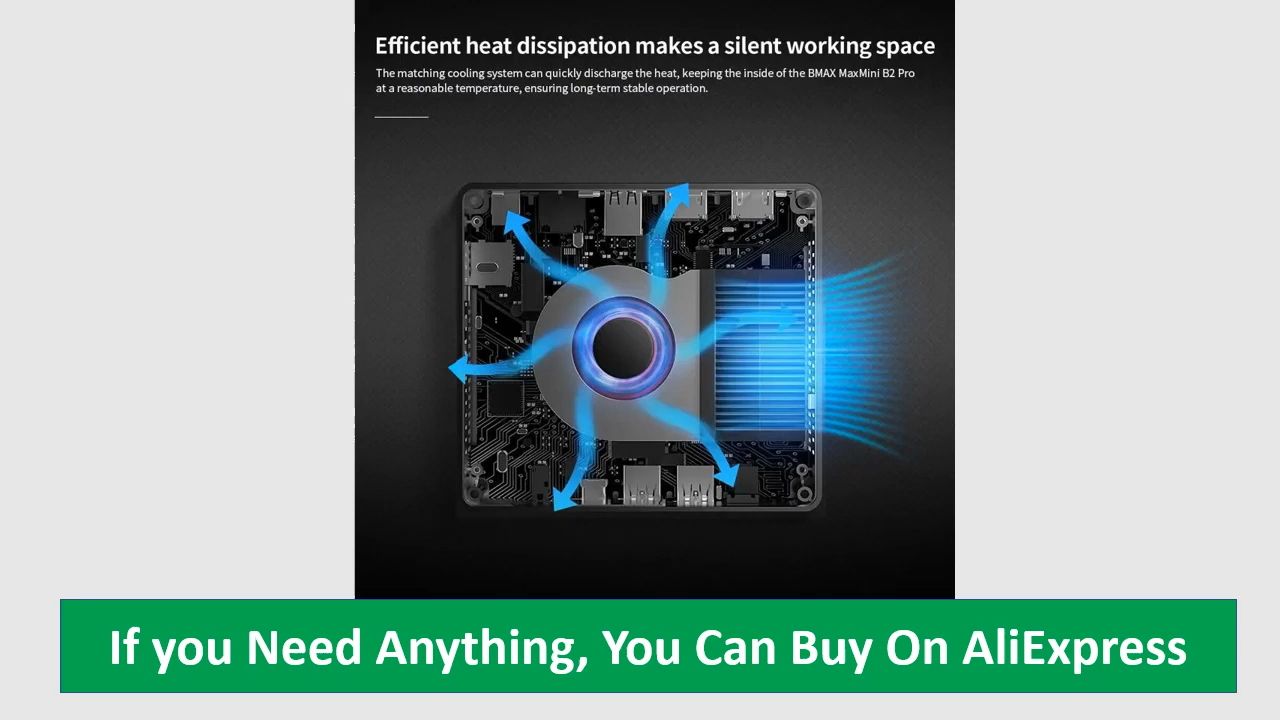 Efficient heat dissipation makes a silent working space
The matching cooling system can quickly discharge the heat, keeping the inside of the BMAX MaxMini B2 Pro
at a reasonable temperature, ensuring long-term stable operation.
If you Need Anything, You Can Buy On AliExpress